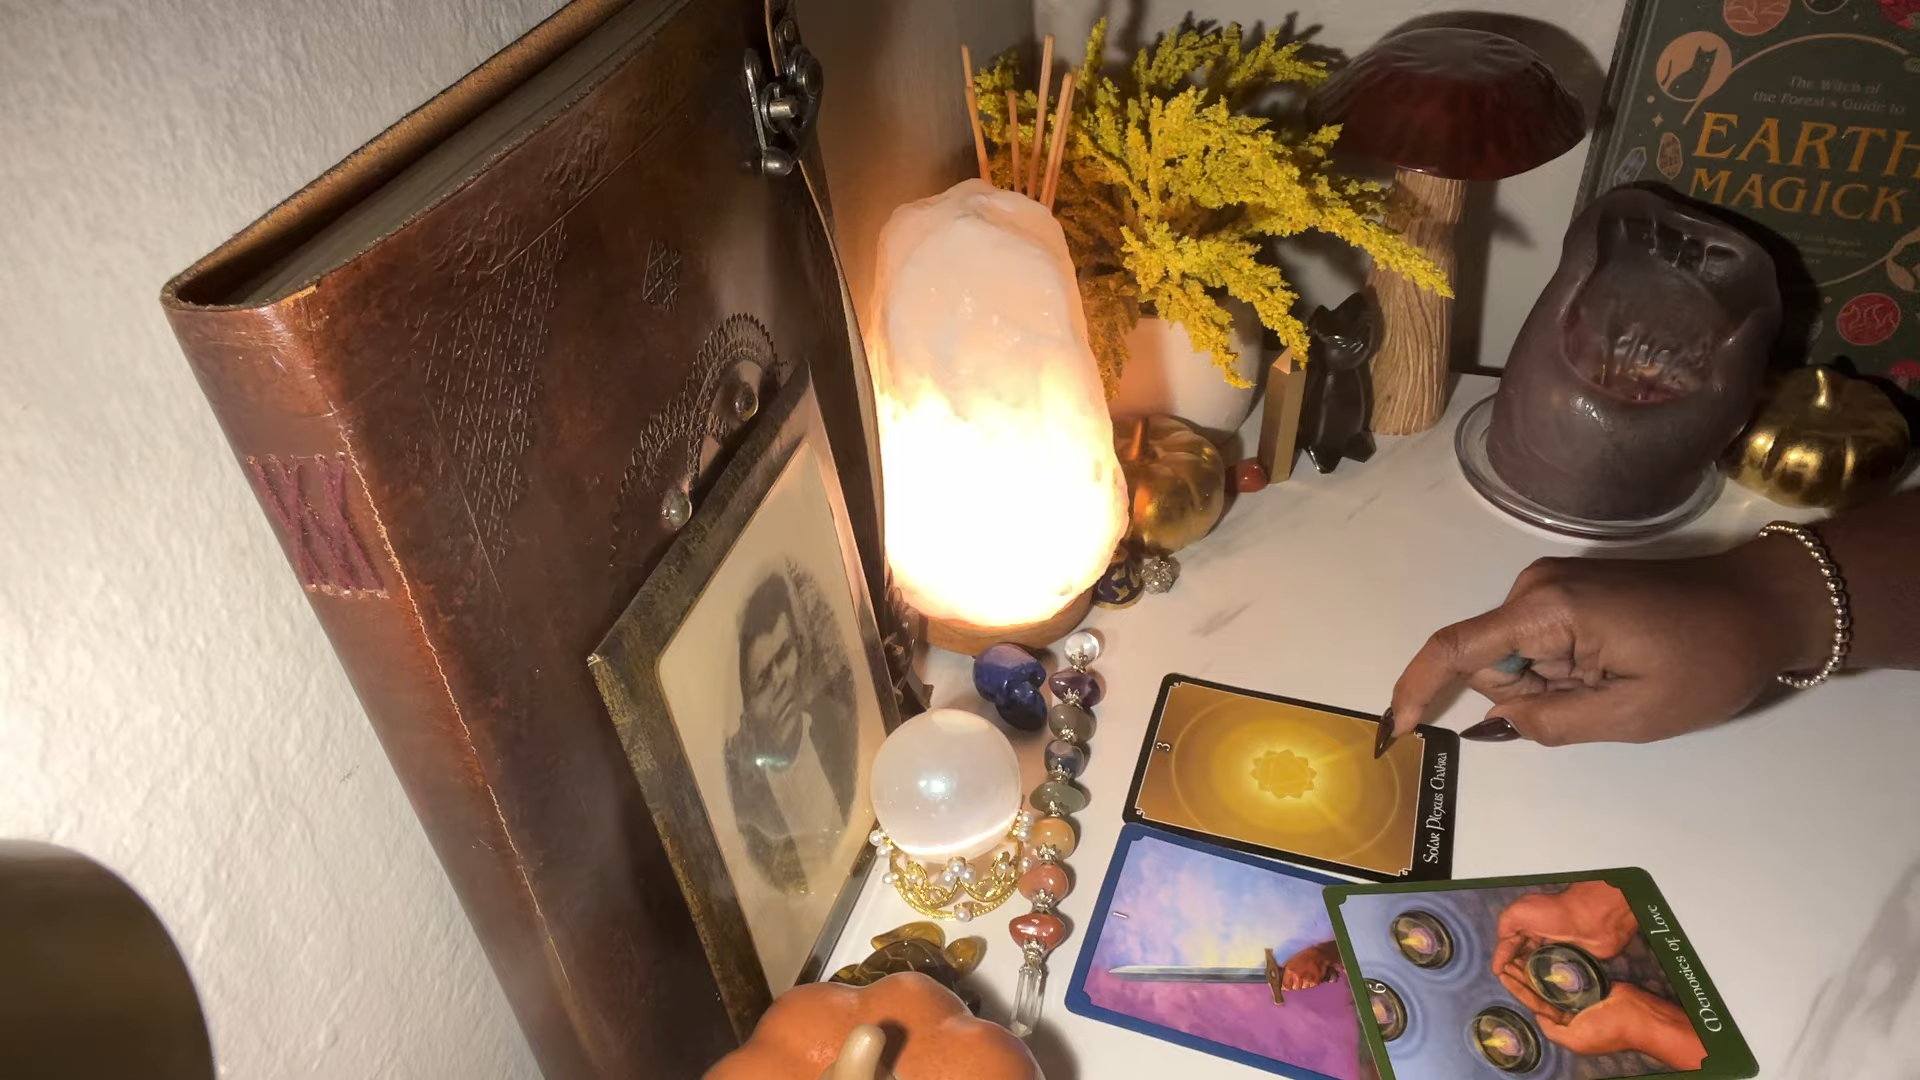 The Witch of
the Forest's Guide to
EARTH
MAGICK
3
Solar Plexus Chakra
1
6
Memories of Love